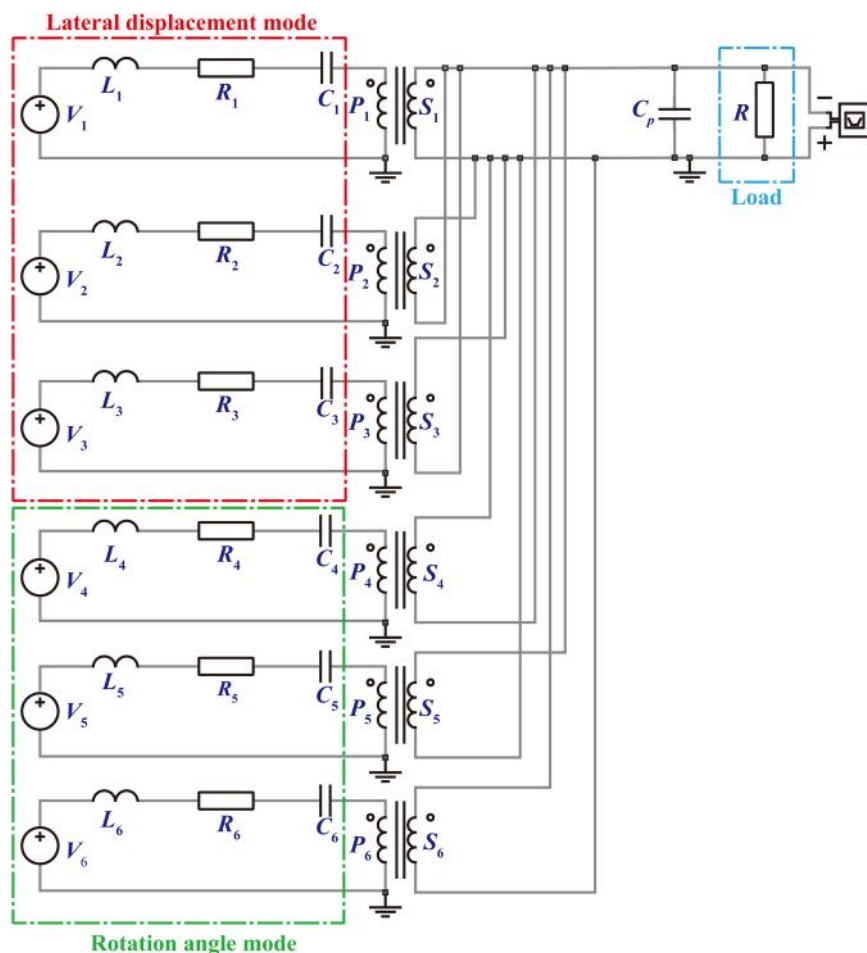 Lateral displacement mode
L1
R1
C1
P1
S1
V1
Cp
R
−
+
Load
L2
R2
C2
P2
S2
V2
L3
R3
C3
P3
S3
V3
L4
R4
C4
P4
S4
V4
L5
R5
C5
P5
S5
V5
L6
R6
C6
P6
S6
V6
Rotation angle mode